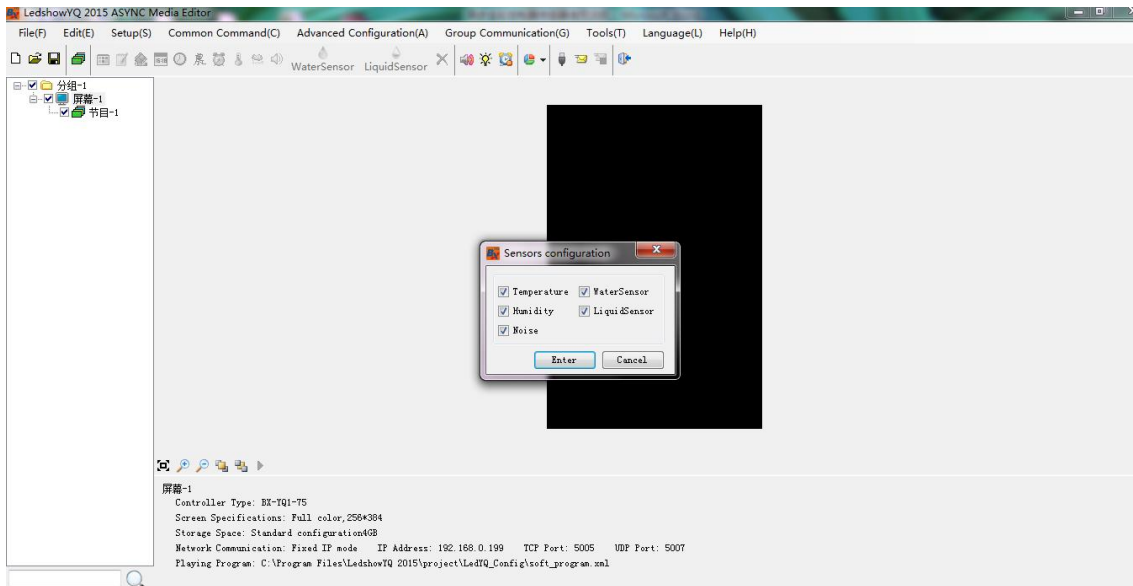 LedshowYQ 2015 ASYNC Media Editor
File(F) Edit(E) Setup(S) Common Command(C) Advanced Configuration(A) Group Communication(G) Tools(T) Language(L) Help(H)
WaterSensor LiquidSensor
分组-1
屏幕-1
节目-1
Sensors configuration
Temperature WaterSensor
Humidity LiquidSensor
Noise
Enter Cancel
屏幕-1
Controller Type: BX-YQ1-75
Screen Specifications: Full color,256*384
Storage Space: Standard configuration4GB
Network Communication: Fixed IP mode IP Address: 192.168.0.199 TCP Port: 5005 UDP Port: 5007
Playing Program: C:\Program Files\LedshowYQ 2015\project\LedYQ_Config\soft_program.xml